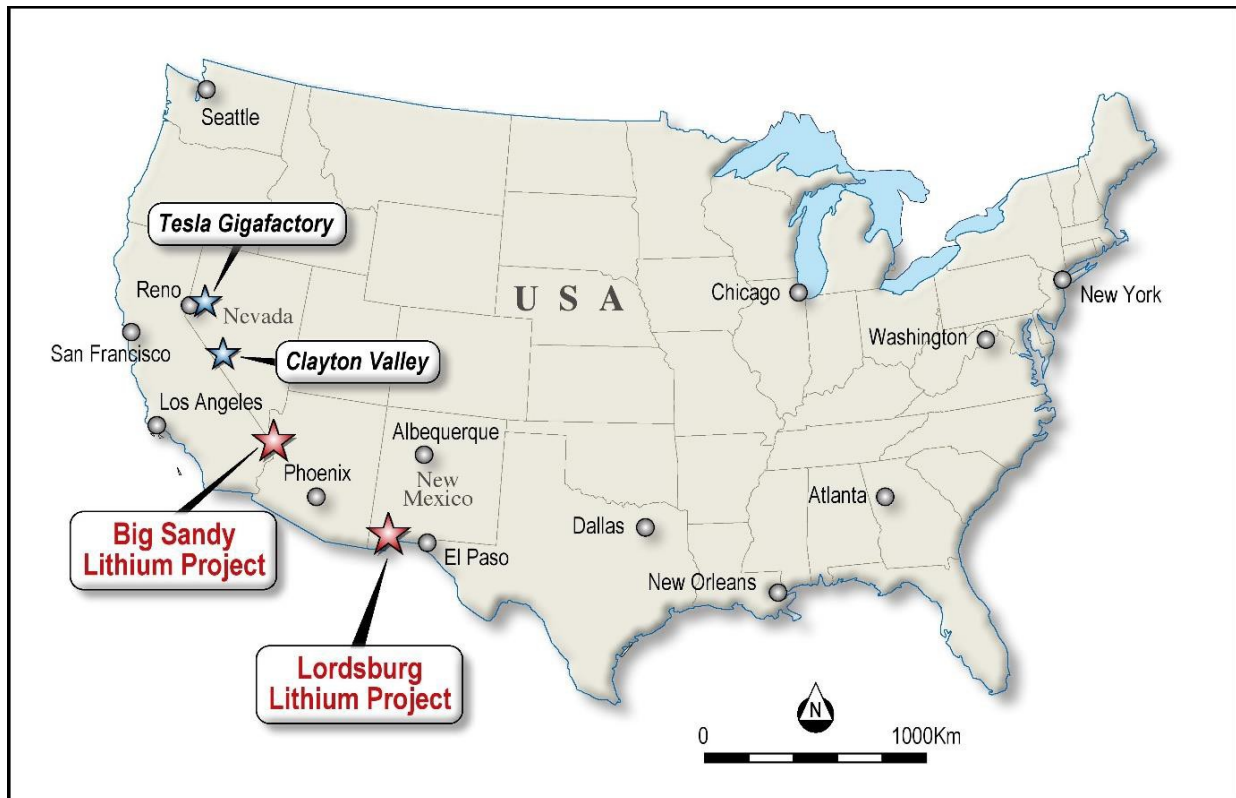 Seattle
Tesla Gigafactory
Reno
Nevada
U S A
Chicago
New York
San Francisco
Clayton Valley
Washington
Los Angeles
Albequerque
Phoenix
New
Mexico
Atlanta
Big Sandy
Lithium Project
Dallas
El Paso
New Orleans
Lordsburg
Lithium Project
N
0
1000Km